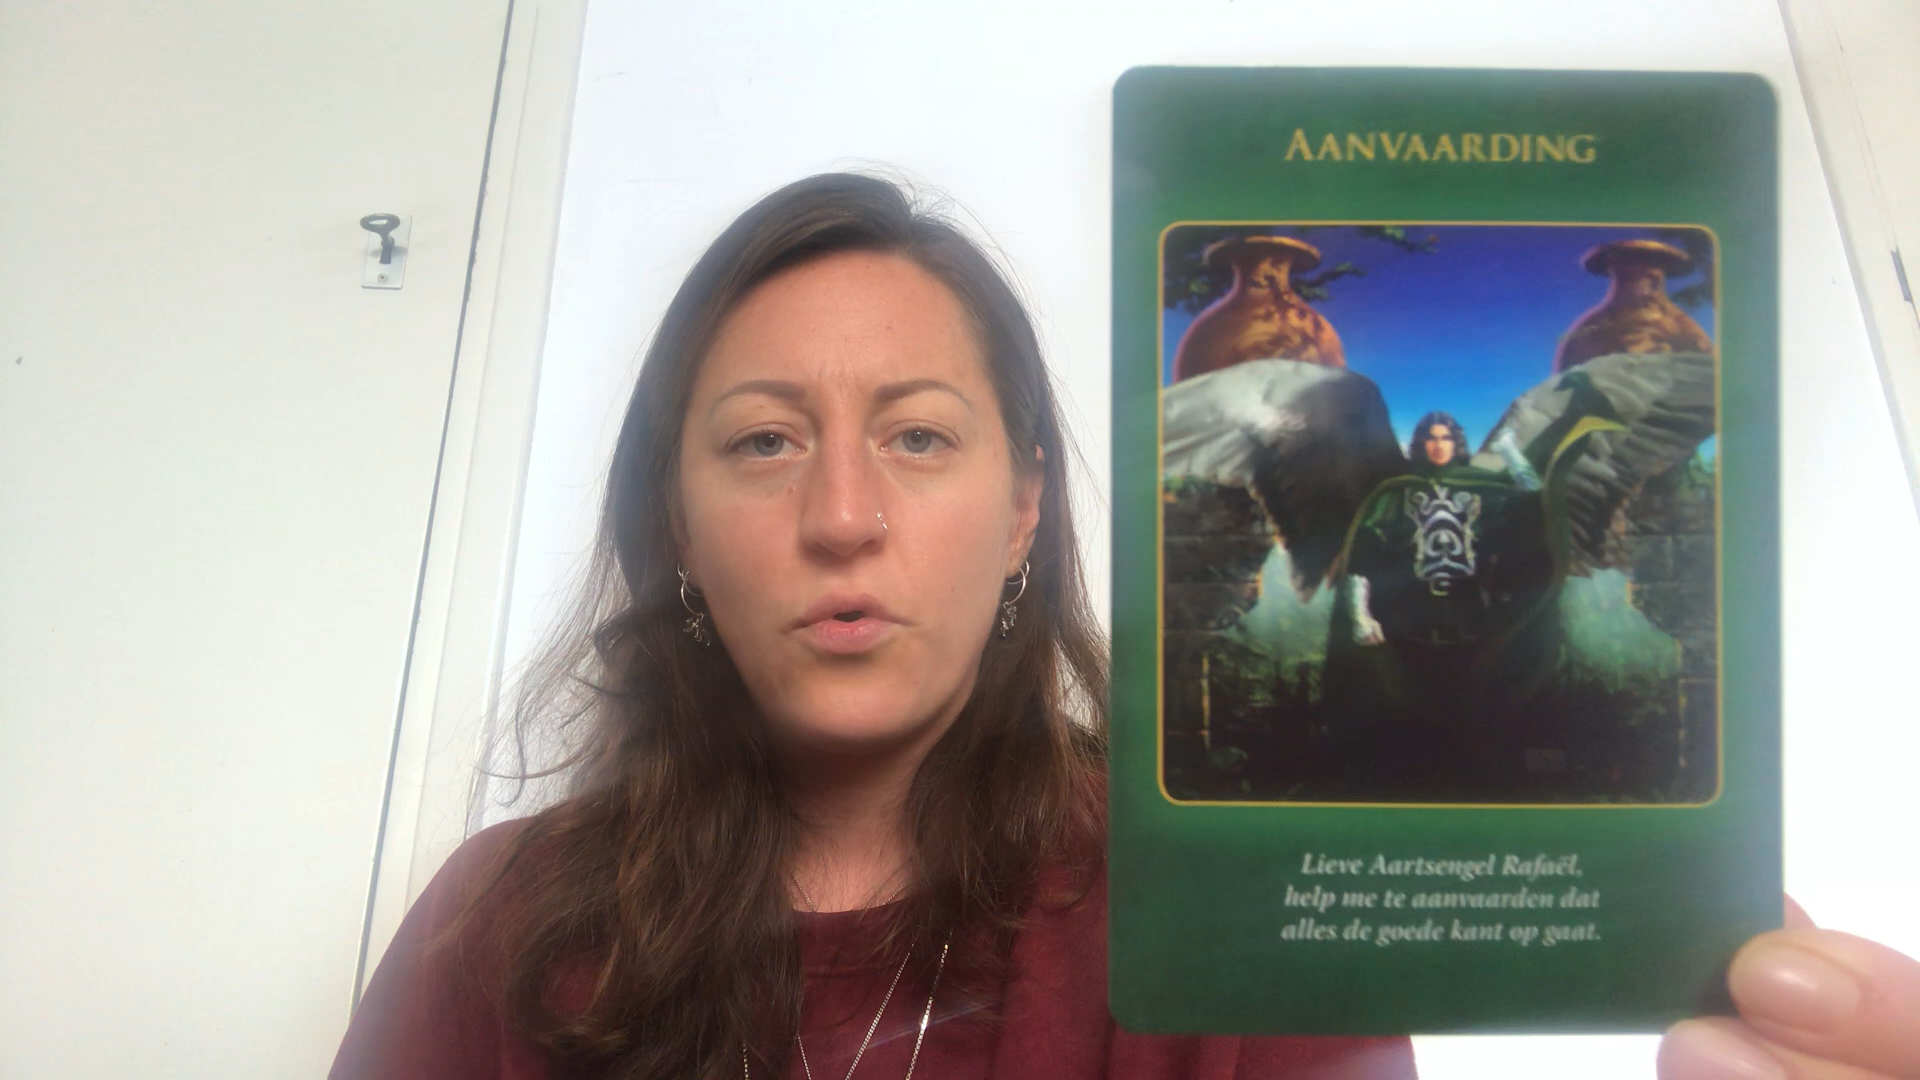 AANVAARDING
Lieve Aartsengel Rafaël,
help me te aanvaarden dat
alles de goede kant op gaat.